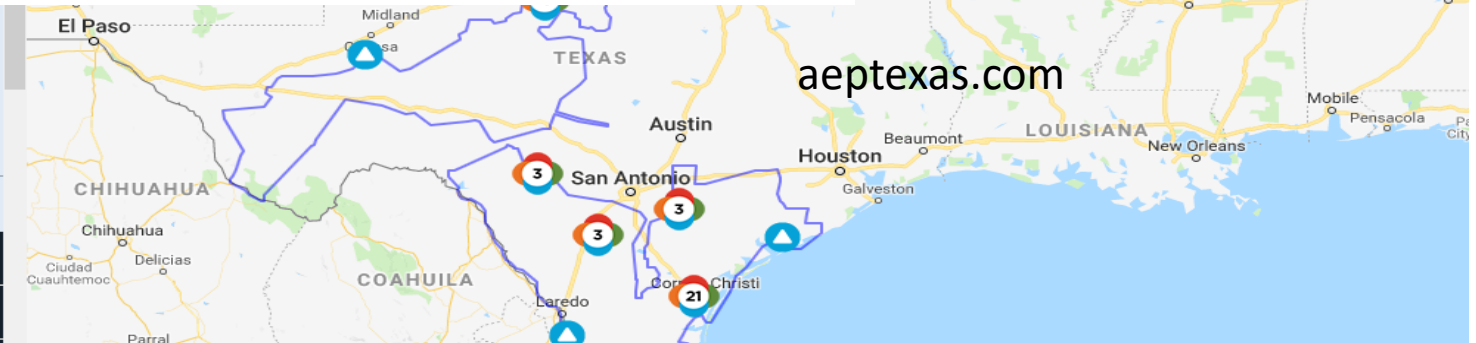 El Paso
Midland
TEXAS
aeptexas.com
Austin
Houston
Beaumont
LOUISIANA
Mobile
Pensacola
New Orleans
Galveston
San Antonio
3
3
3
CHIHUAHUA
Chihuahua
Delicias
Ciudad
Cuauhtemoc
COAHUILA
Laredo
Christi
21
Parral
City